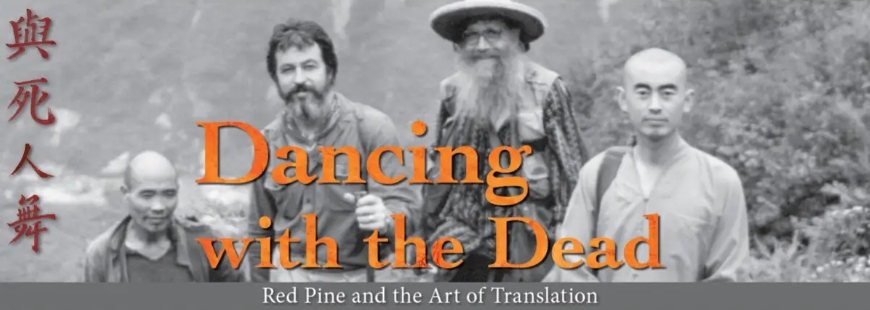 與死人舞
Dancing
with the Dead
Red Pine and the Art of Translation